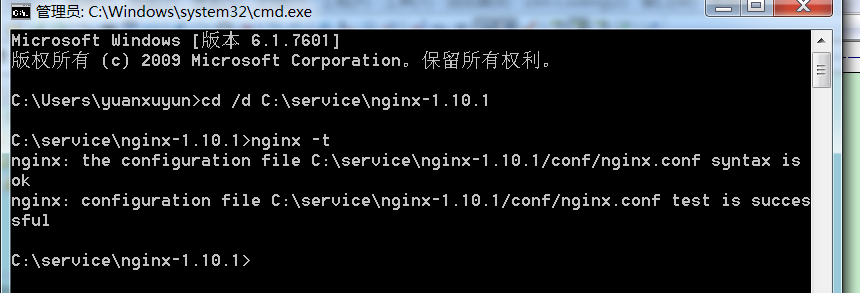 管理员: C:\Windows\system32\cmd.exe
Microsoft Windows [版本 6.1.7601]
版权所有 (c) 2009 Microsoft Corporation。保留所有权利。
C:\Users\yuanxuyun>cd /d C:\service\nginx-1.10.1
C:\service\nginx-1.10.1>nginx -t
nginx: the configuration file C:\service\nginx-1.10.1/conf/nginx.conf syntax is
ok
nginx: configuration file C:\service\nginx-1.10.1/conf/nginx.conf test is succes
sful
C:\service\nginx-1.10.1>